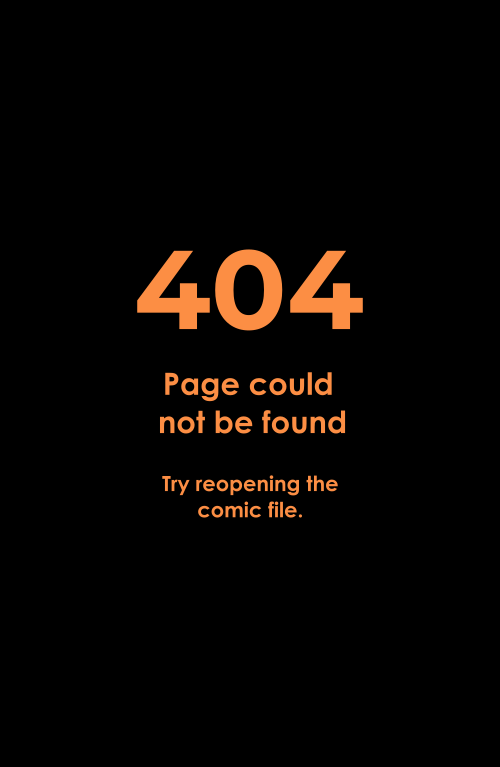 404
Page could
not be found
Try reopening the
comic file.